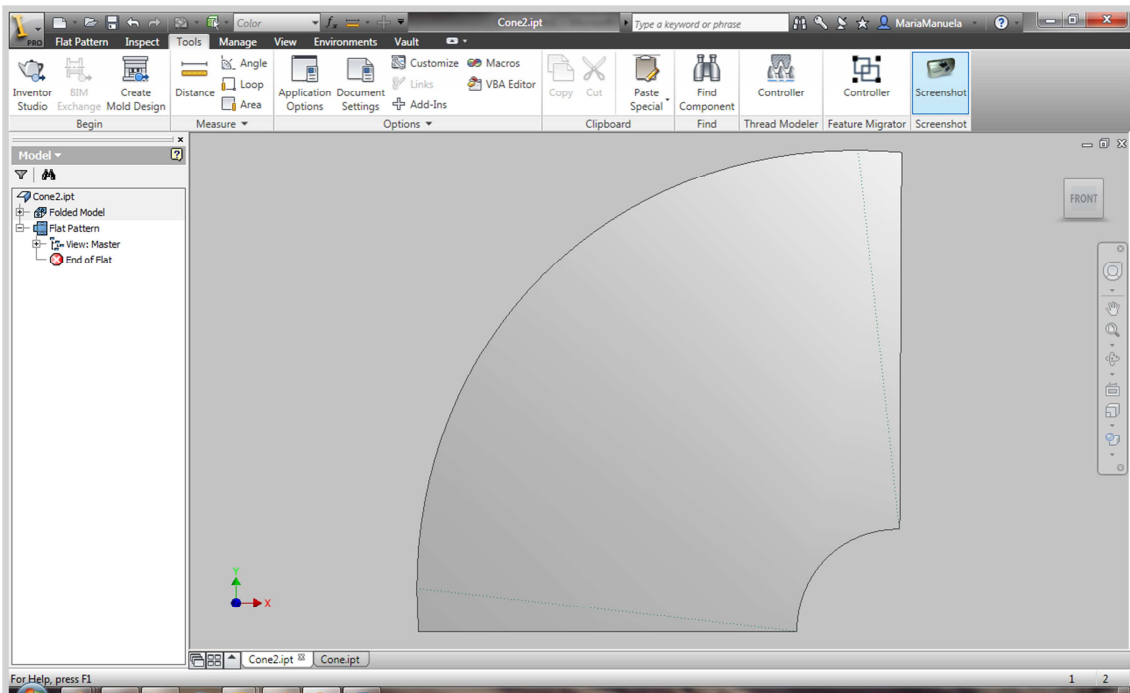 Color
Cone2.ipt
Type a keyword or phrase
MariaManuela
PRO
Flat Pattern Inspect Tools Manage View Environments Vault
Inventor Studio
BIM Exchange
Create Mold Design
Distance
Angle
Loop
Area
Application Options
Document Settings
Customize
Links
Add-Ins
Macros
VBA Editor
Copy
Cut
Paste Special
Find Component
Controller
Controller
Screenshot
Begin Measure Options Clipboard Find Thread Modeler Feature Migrator Screenshot
Model
Cone2.ipt
Folded Model
Flat Pattern
View: Master
End of Flat
FRONT
Y
X
Cone2.ipt Cone.ipt
For Help, press F1
1 2